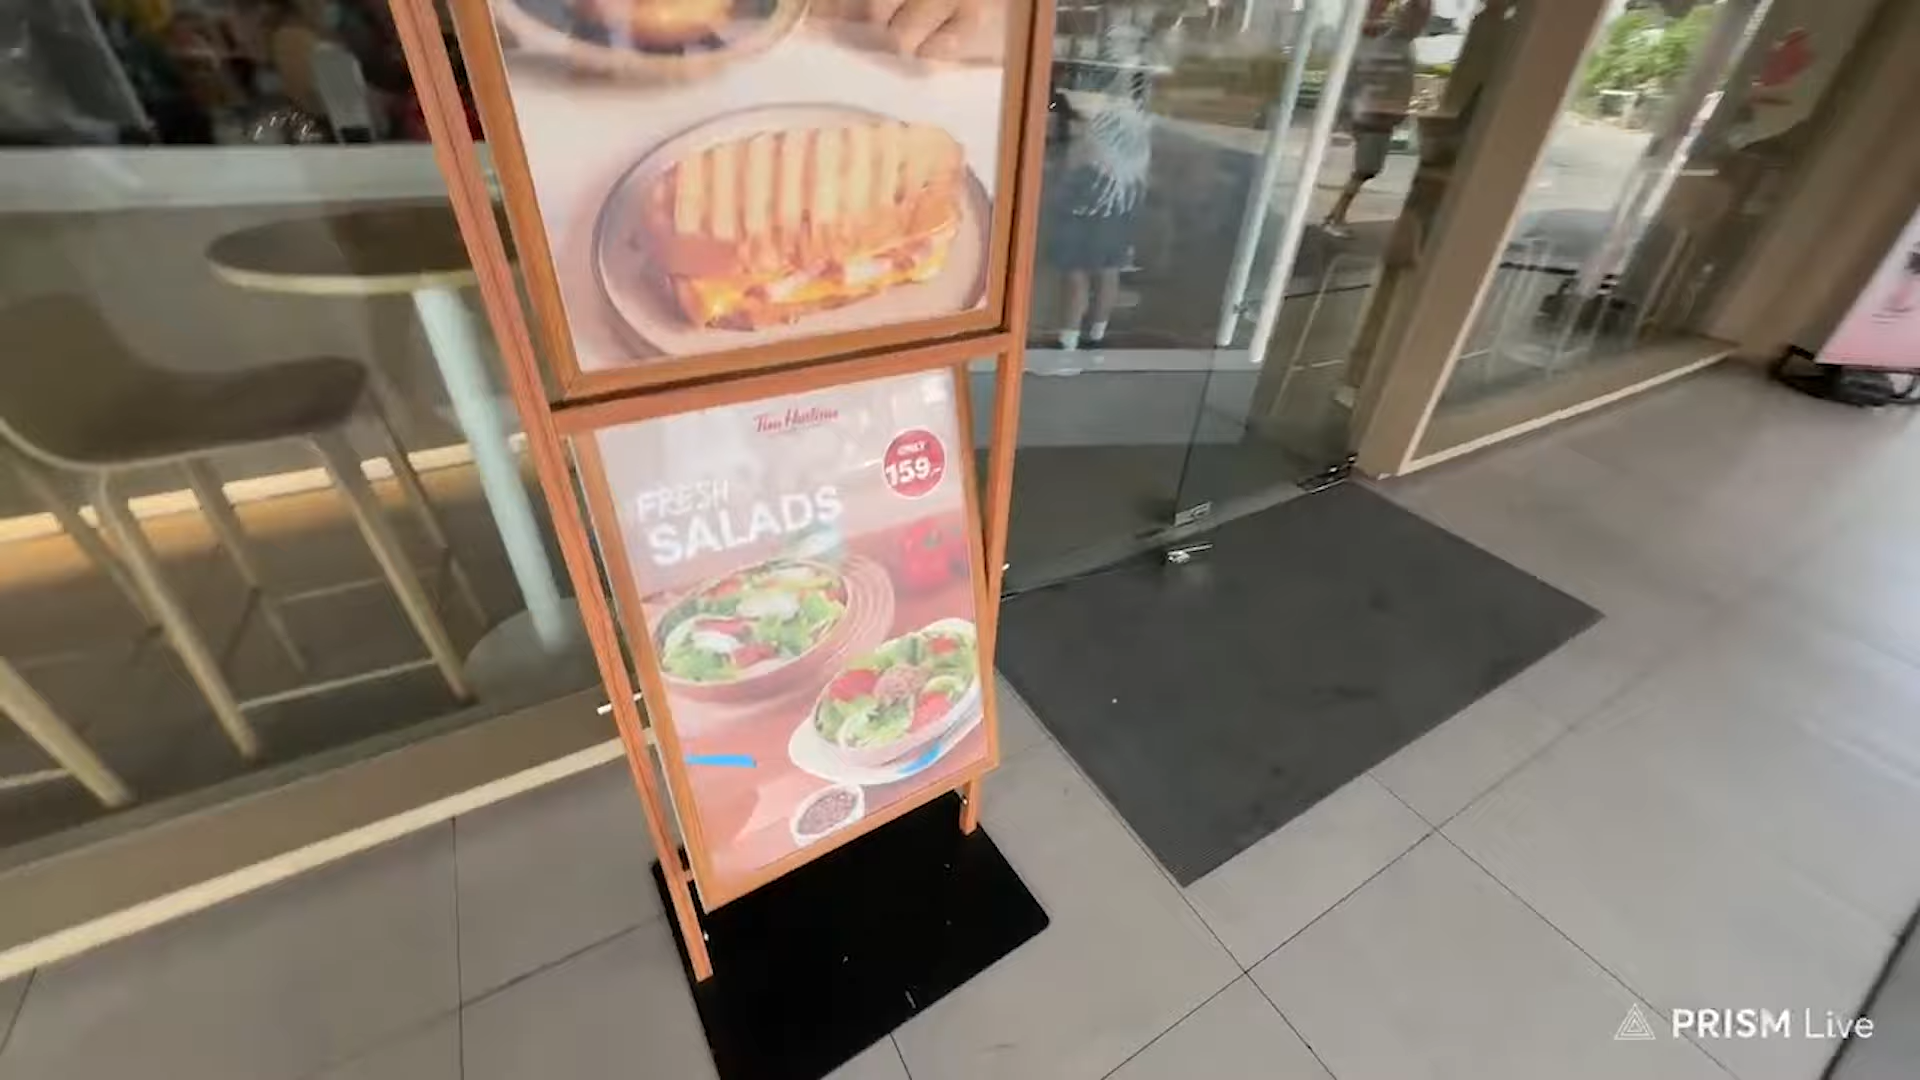 Tim Hortons
ONLY
159.-
FRESH
SALADS
PRISM Live